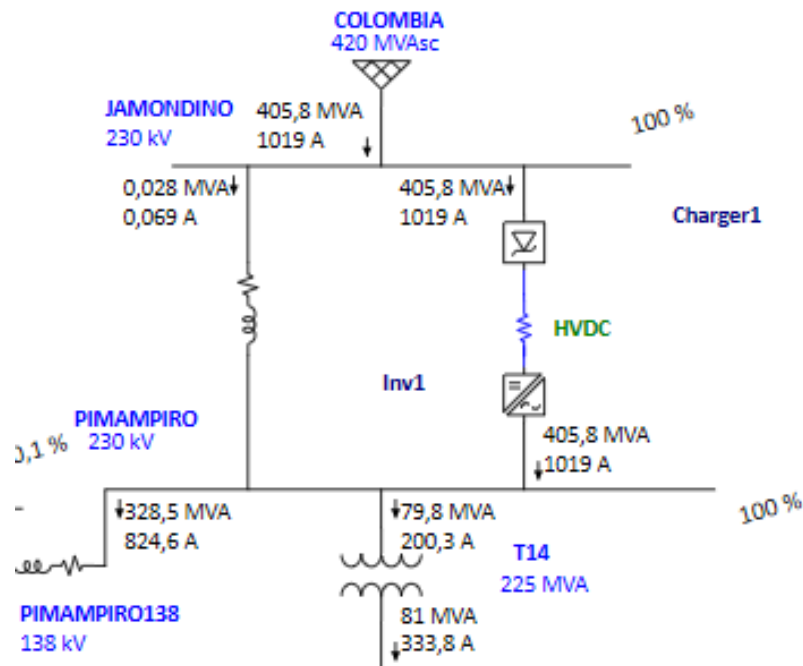 COLOMBIA
420 MVAsc
JAMONDINO
230 kV
405,8 MVA
1019 A
100 %
0,028 MVA
0,069 A
405,8 MVA
1019 A
Charger1
HVDC
Inv1
PIMAMPIRO
230 kV
0,1 %
405,8 MVA
1019 A
328,5 MVA
824,6 A
79,8 MVA
200,3 A
100 %
T14
225 MVA
PIMAMPIRO138
138 kV
81 MVA
333,8 A